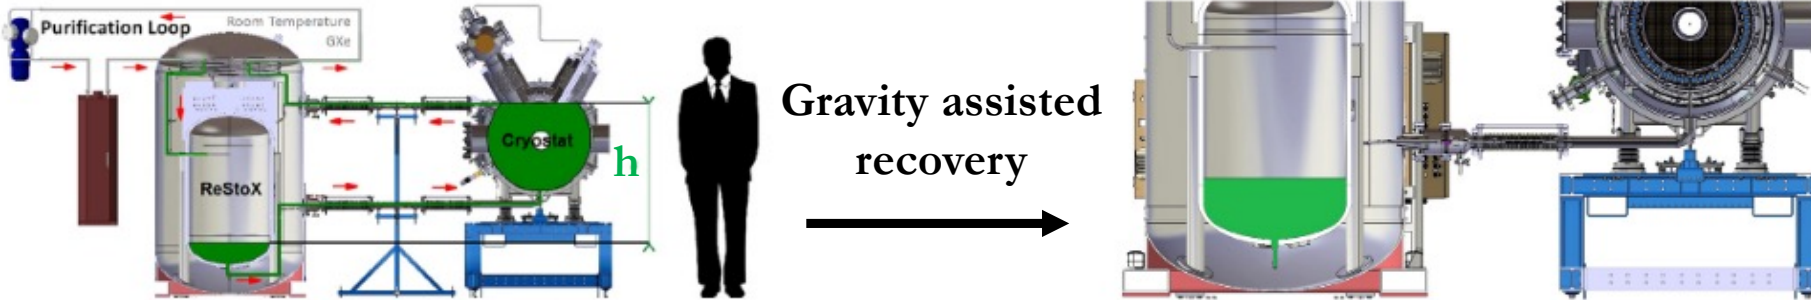 Purification Loop
Room Temperature
GXe
Cryostat
h
ReStoX
Gravity assisted
recovery